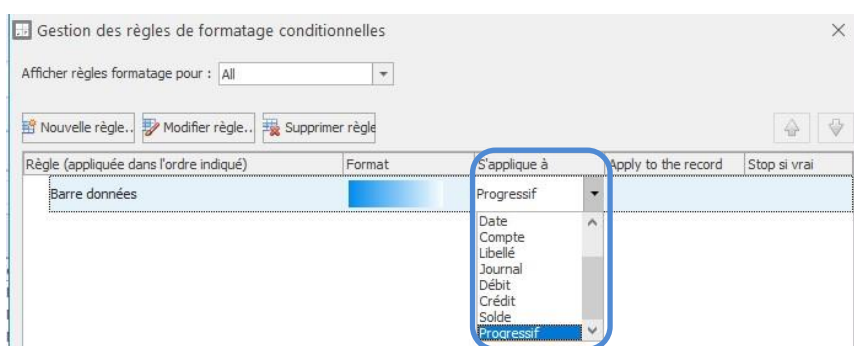 Gestion des règles de formatage conditionnelles
Afficher règles formatage pour : All
Nouvelle règle.. Modifier règle.. Supprimer règle
Règle (appliquée dans l'ordre indiqué) Format S'applique à Apply to the record Stop si vrai
Barre données Progressif
Date
Compte
Libellé
Journal
Débit
Crédit
Solde
Progressif